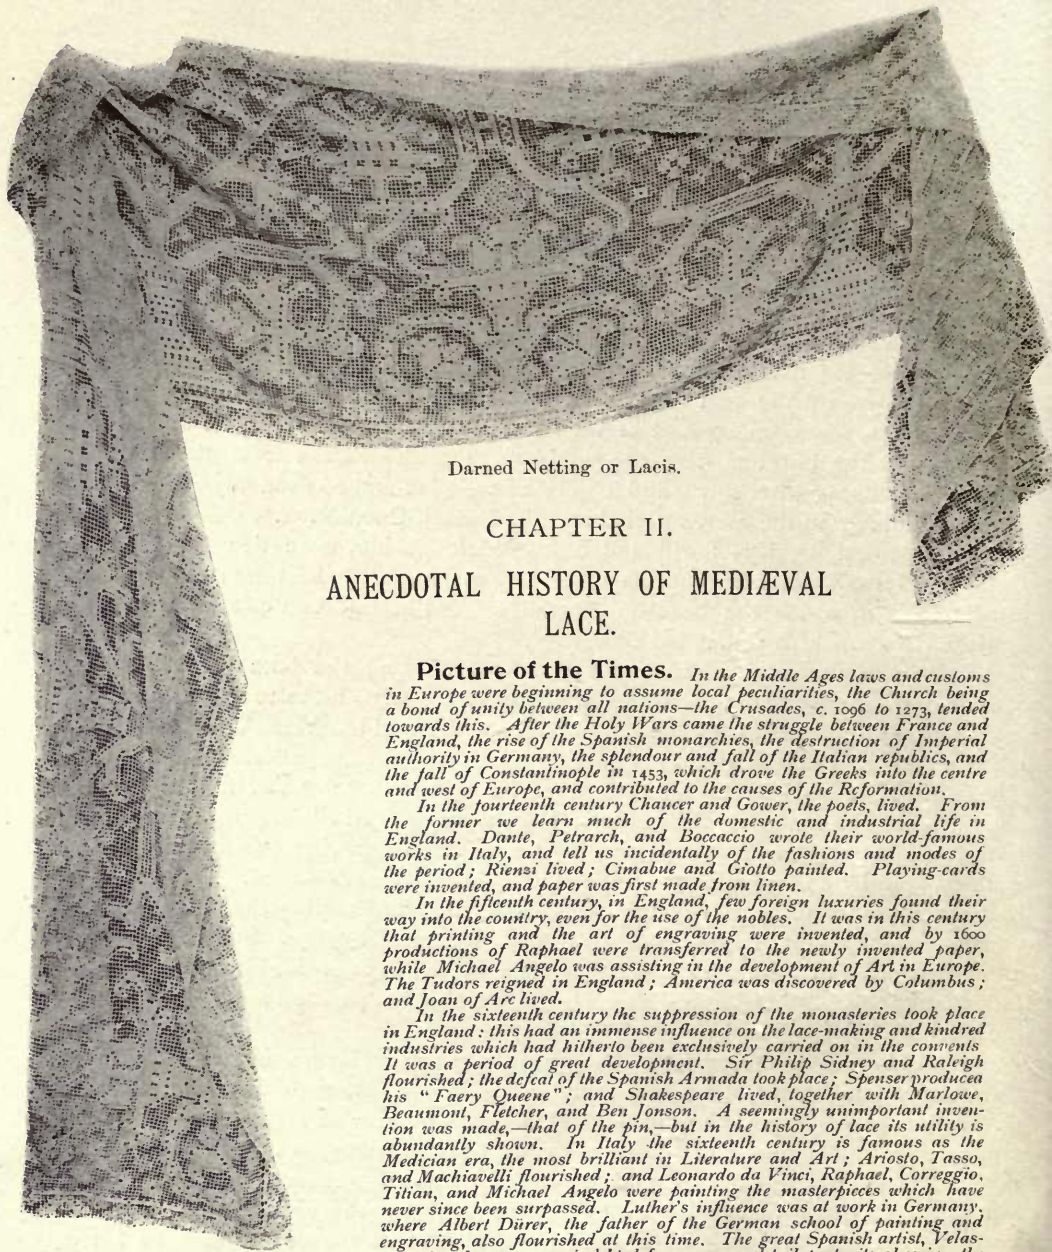 Darned Netting or Lacis.
CHAPTER II.
ANECDOTAL HISTORY OF MEDIÆVAL
LACE.
Picture of the Times. In the Middle Ages laws and customs
in Europe were beginning to assume local peculiarities, the Church being
a bond of unity between all nations—the Crusades, c. 1096 to 1273, tended
towards this. After the Holy Wars came the struggle between France and
England, the rise of the Spanish monarchies, the destruction of Imperial
authority in Germany, the splendour and fall of the Italian republics, and
the fall of Constantinople in 1453, which drove the Greeks into the centre
and west of Europe, and contributed to the causes of the Reformation.
In the fourteenth century Chaucer and Gower, the poets, lived. From
the former we learn much of the domestic and industrial life in
England. Dante, Petrarch, and Boccaccio wrote their world-famous
works in Italy, and tell us incidentally of the fashions and modes of
the period; Rienzi lived; Cimabue and Giotto painted. Playing-cards
were invented, and paper was first made from linen.
In the fifteenth century, in England, few foreign luxuries found their
way into the country, even for the use of the nobles. It was in this century
that printing and the art of engraving were invented, and by 1600
productions of Raphael were transferred to the newly invented paper,
while Michael Angelo was assisting in the development of Art in Europe.
The Tudors reigned in England; America was discovered by Columbus;
and Joan of Arc lived.
In the sixteenth century the suppression of the monasteries took place
in England: this had an immense influence on the lace-making and kindred
industries which had hitherto been exclusively carried on in the convents
It was a period of great development. Sir Philip Sidney and Raleigh
flourished; the defeat of the Spanish Armada took place; Spenser produced
his "Faery Queene"; and Shakespeare lived, together with Marlowe,
Beaumont, Fletcher, and Ben Jonson. A seemingly unimportant inven-
tion was made,—that of the pin,—but in the history of lace its utility is
abundantly shown. In Italy the sixteenth century is famous as the
Medician era, the most brilliant in Literature and Art; Ariosto, Tasso,
and Machiavelli flourished; and Leonardo da Vinci, Raphael, Correggio,
Titian, and Michael Angelo were painting the masterpieces which have
never since been surpassed. Luther's influence was at work in Germany,
where Albert Dürer, the father of the German school of painting and
engraving, also flourished at this time. The great Spanish artist, Velas-